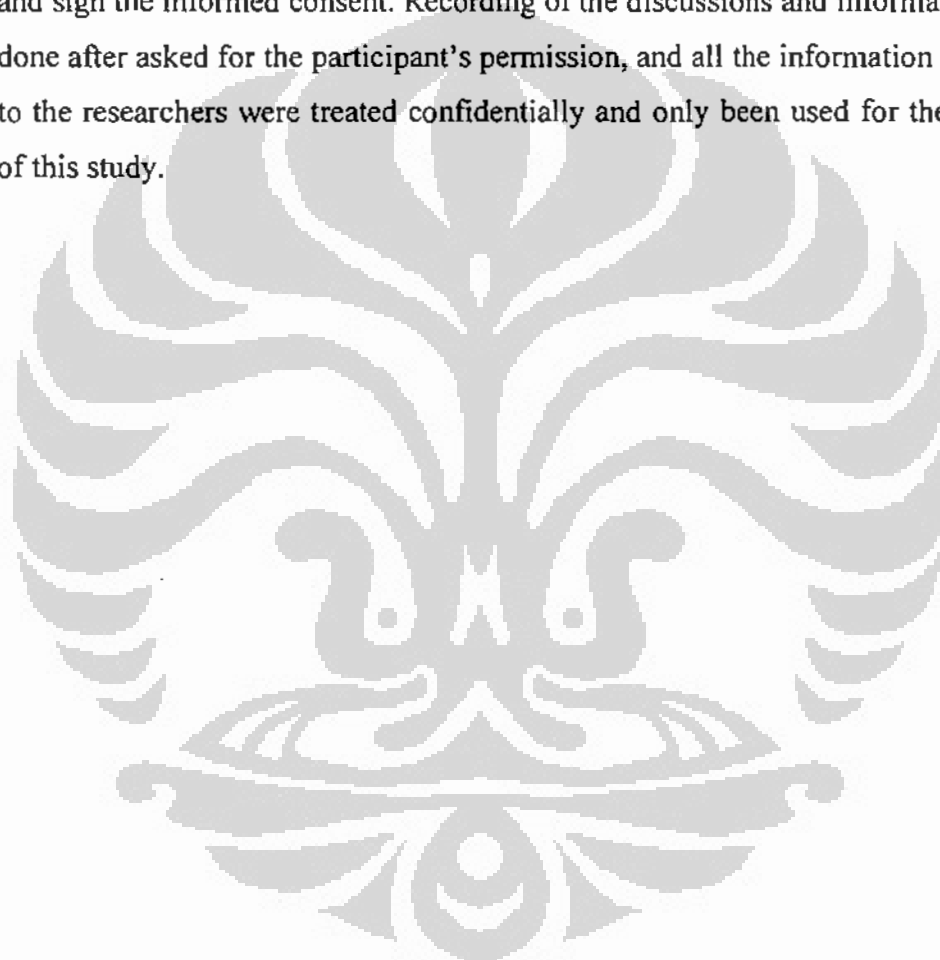 and sign the informed consent. Recording of the discussions and
done after asked for the participant's permission, and all the information
to the researchers were treated confidentially and only been used for the
of this study.